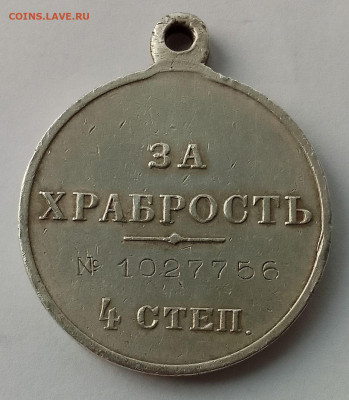 COINS.LAVE.RU
ЗА
ХРАБРОСТЬ
№ 1027756
4 СТЕП.